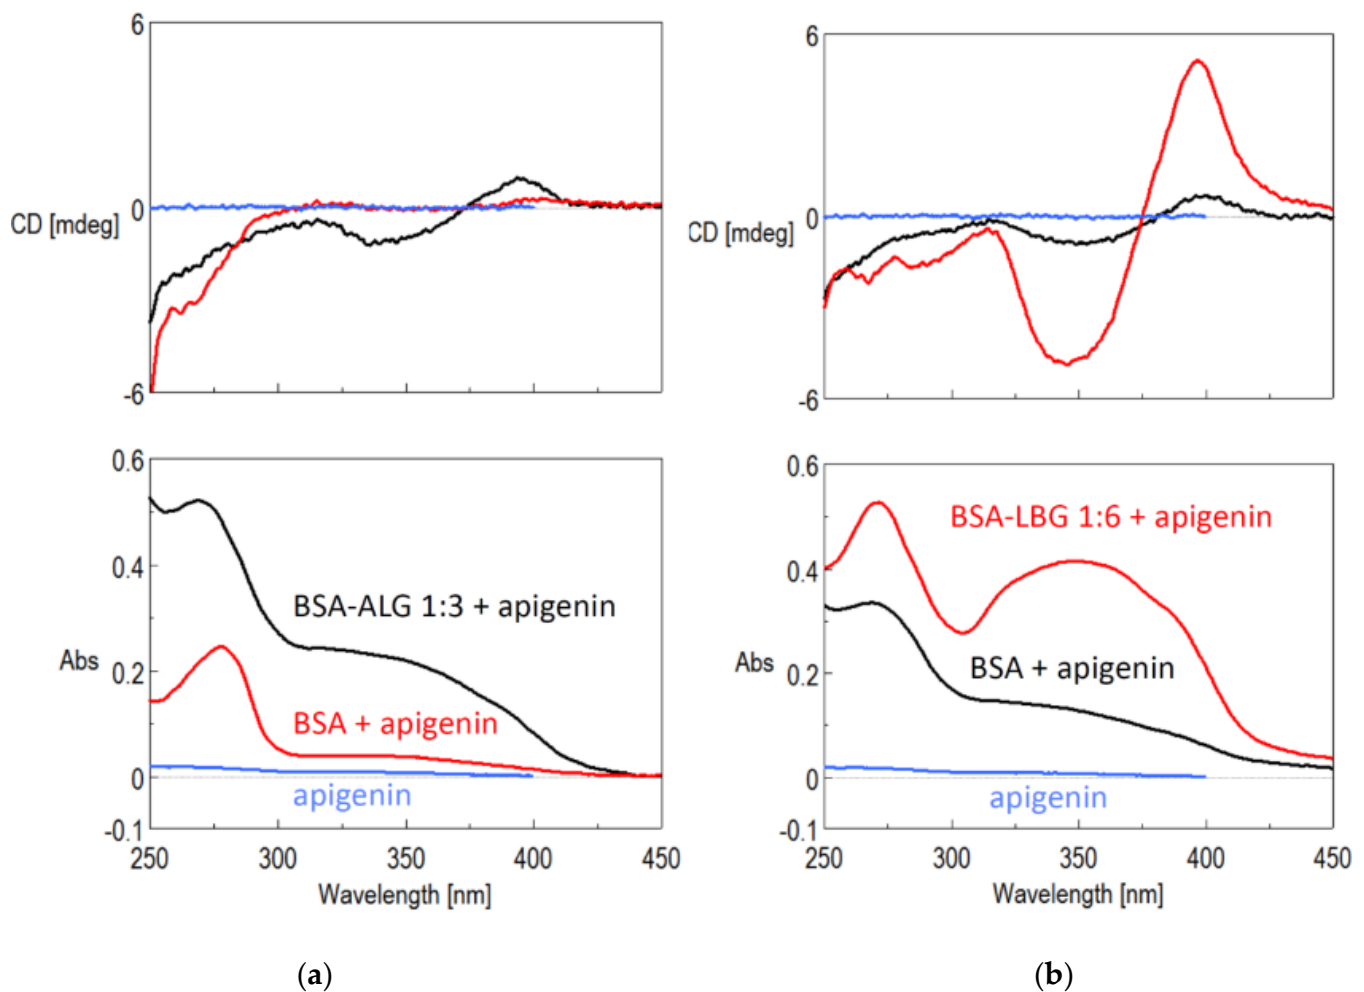 6
0
CD [mdeg]
-6
6
0
CD [mdeg]
-6
0.6
0.4
BSA-ALG 1:3 + apigenin
Abs
0.2
BSA + apigenin
0
apigenin
-0.1
250 300 350 400 450
Wavelength [nm]
0.6
BSA-LBG 1:6 + apigenin
0.4
Abs
BSA + apigenin
0.2
0
apigenin
-0.1
250 300 350 400 450
Wavelength [nm]
(a) (b)